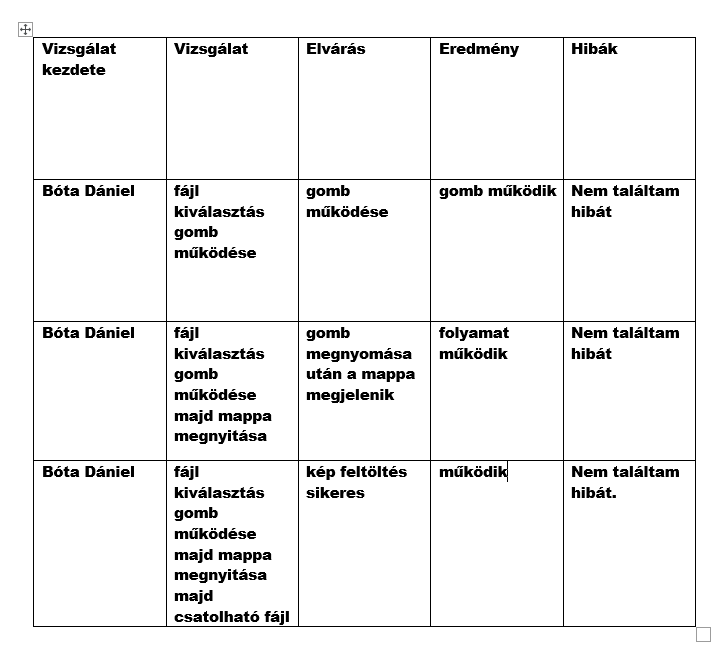 Vizsgálat
kezdete
Vizsgálat
Elvárás
Eredmény
Hibák
Bóta Dániel
fájl
kiválasztás
gomb
működése
gomb
működése
gomb működik
Nem találtam
hibát
Bóta Dániel
fájl
kiválasztás
gomb
működése
majd mappa
megnyitása
gomb
megnyomása
után a mappa
megjelenik
folyamat
működik
Nem találtam
hibát
Bóta Dániel
fájl
kiválasztás
gomb
működése
majd mappa
megnyitása
majd
csatolható fájl
kép feltöltés
sikeres
működik
Nem találtam
hibát.